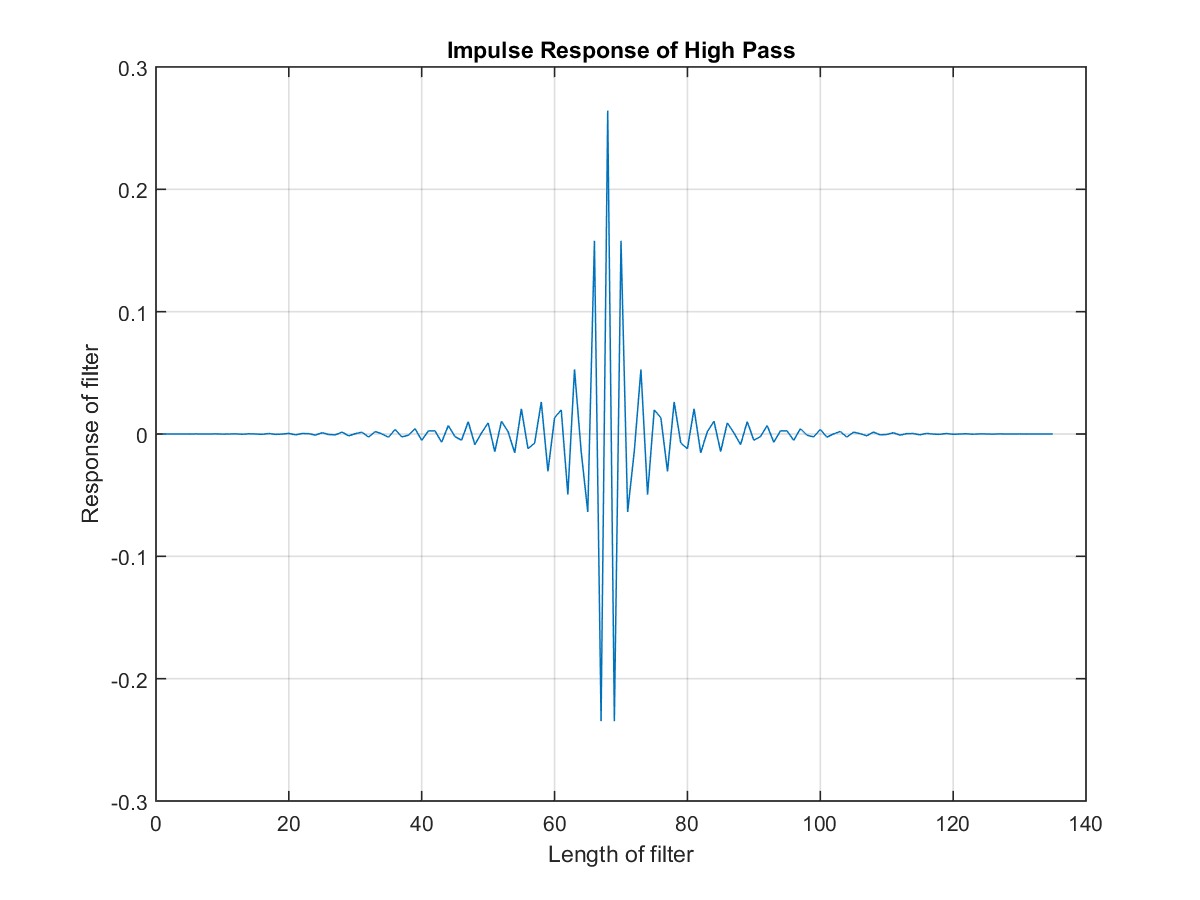 Impulse Response of High Pass
0.3
0.2
0.1
0
-0.1
-0.2
-0.3
Response of filter
0 20 40 60 80 100 120 140
Length of filter